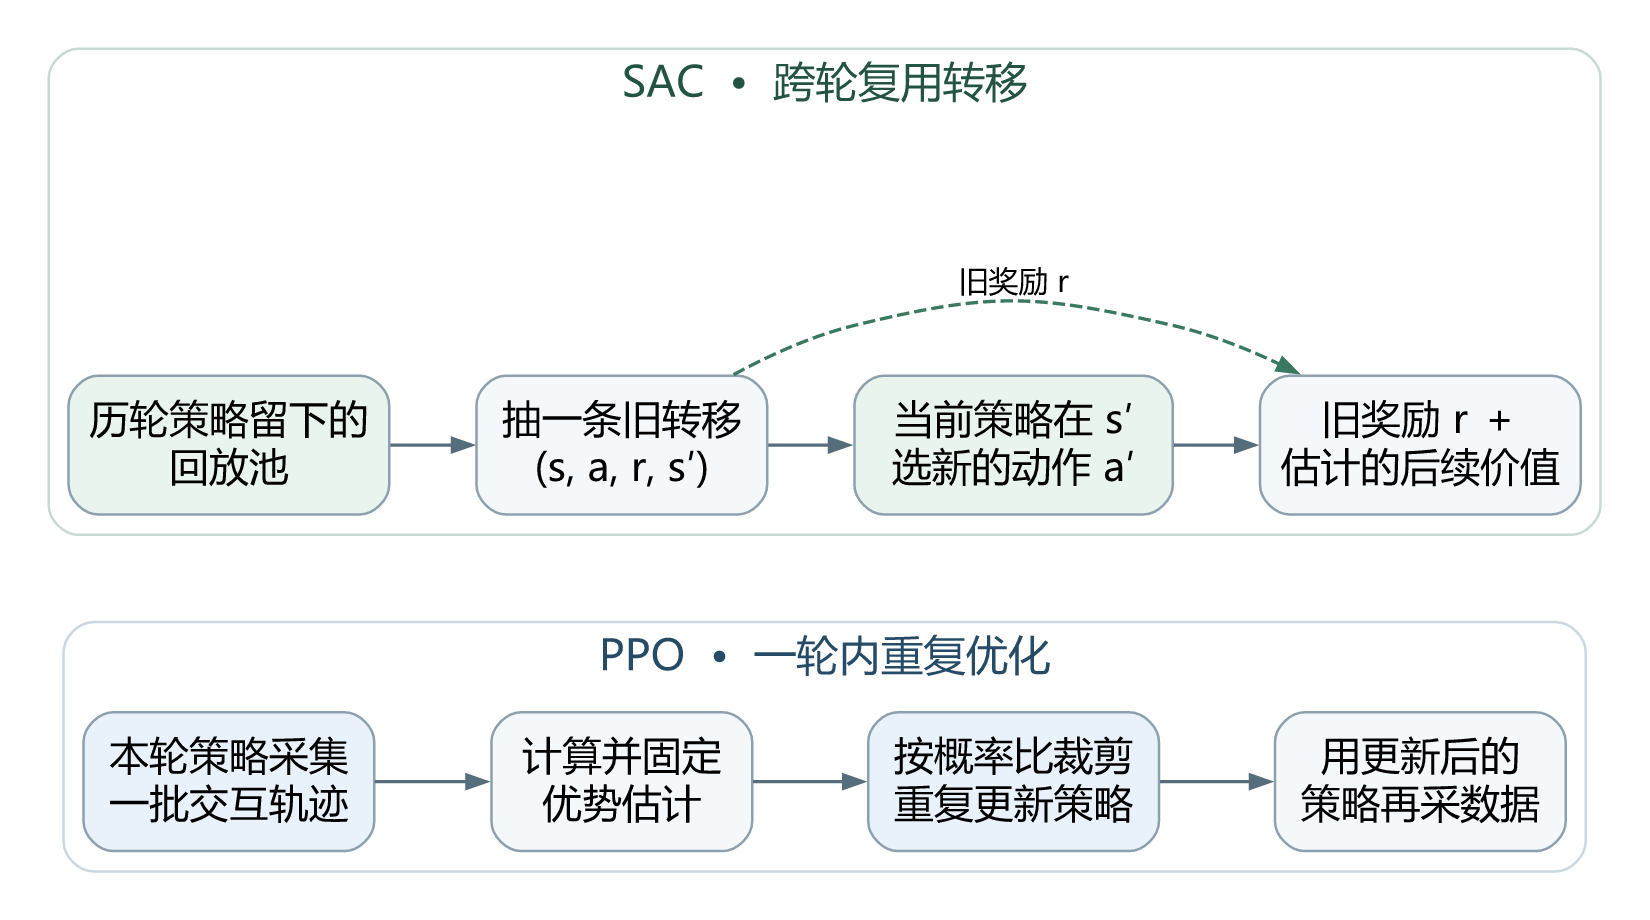 SAC • 跨轮复用转移
旧奖励 r
历轮策略留下的
回放池
抽一条旧转移
(s, a, r, s′)
当前策略在 s′
选新的动作 a′
旧奖励 r +
估计的后续价值
PPO • 一轮内重复优化
本轮策略采集
一批交互轨迹
计算并固定
优势估计
按概率比裁剪
重复更新策略
用更新后的
策略再采数据